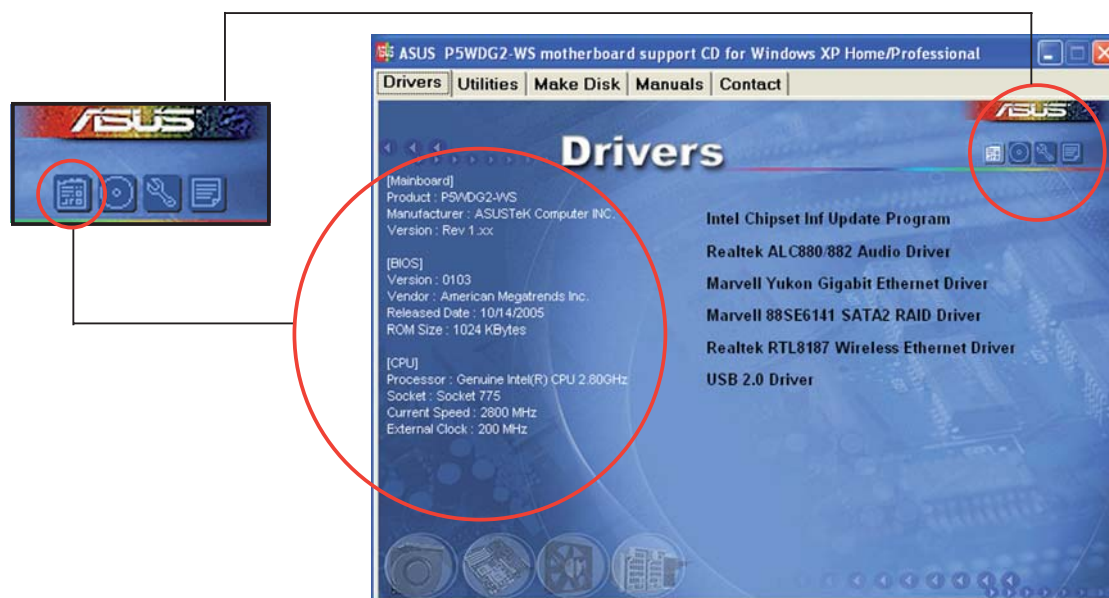 ASUS P5WDG2-WS motherboard support CD for Windows XP Home/Professional
Drivers Utilities Make Disk Manuals Contact
/SUS
/SUS
Drivers
[Mainboard]
Product : P5WDG2-WS
Manufacturer : ASUSTeK Computer INC.
Version : Rev 1.xx
[BIOS]
Version : 0103
Vendor : American Megatrends Inc.
Released Date : 10/14/2005
ROM Size : 1024 KBytes
[CPU]
Processor : Genuine Intel(R) CPU 2.80GHz
Socket : Socket 775
Current Speed : 2800 MHz
External Clock : 200 MHz
Intel Chipset Inf Update Program
Realtek ALC880/882 Audio Driver
Marvell Yukon Gigabit Ethernet Driver
Marvell 88SE6141 SATA2 RAID Driver
Realtek RTL8187 Wireless Ethernet Driver
USB 2.0 Driver